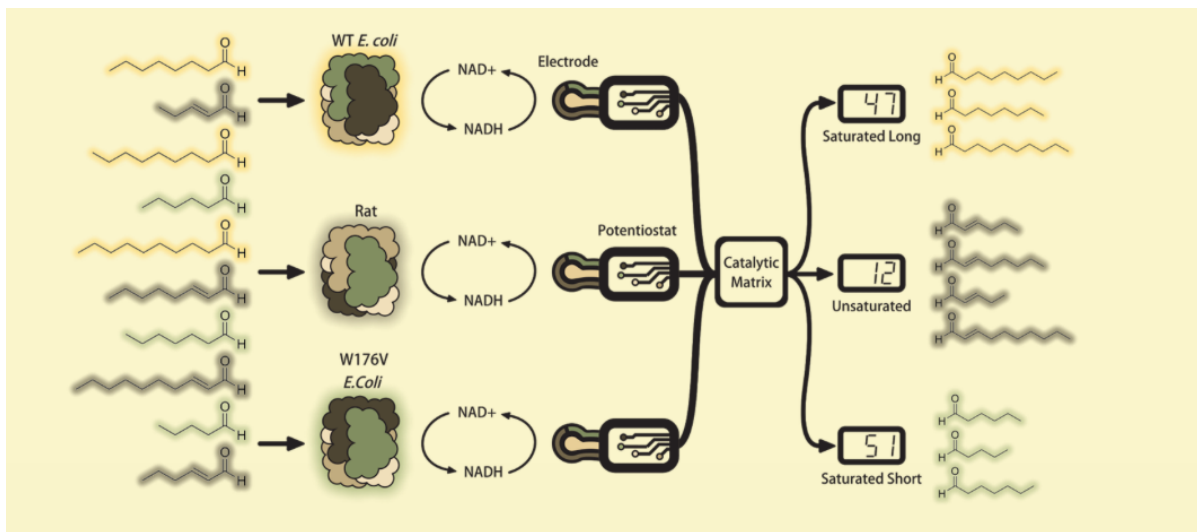 WT E. coli
NAD+
NADH
Electrode
47
Saturated Long
Rat
NAD+
NADH
Potentiostat
Catalytic
Matrix
12
Unsaturated
W176V
E.Coli
NAD+
NADH
51
Saturated Short
O
H
O
H
O
H
O
H
O
H
O
H
O
H
O
H
O
H
O
H
O
H
O
H
O
H
O
H
O
H
O
H
O
H
O
H
O
H
O
H